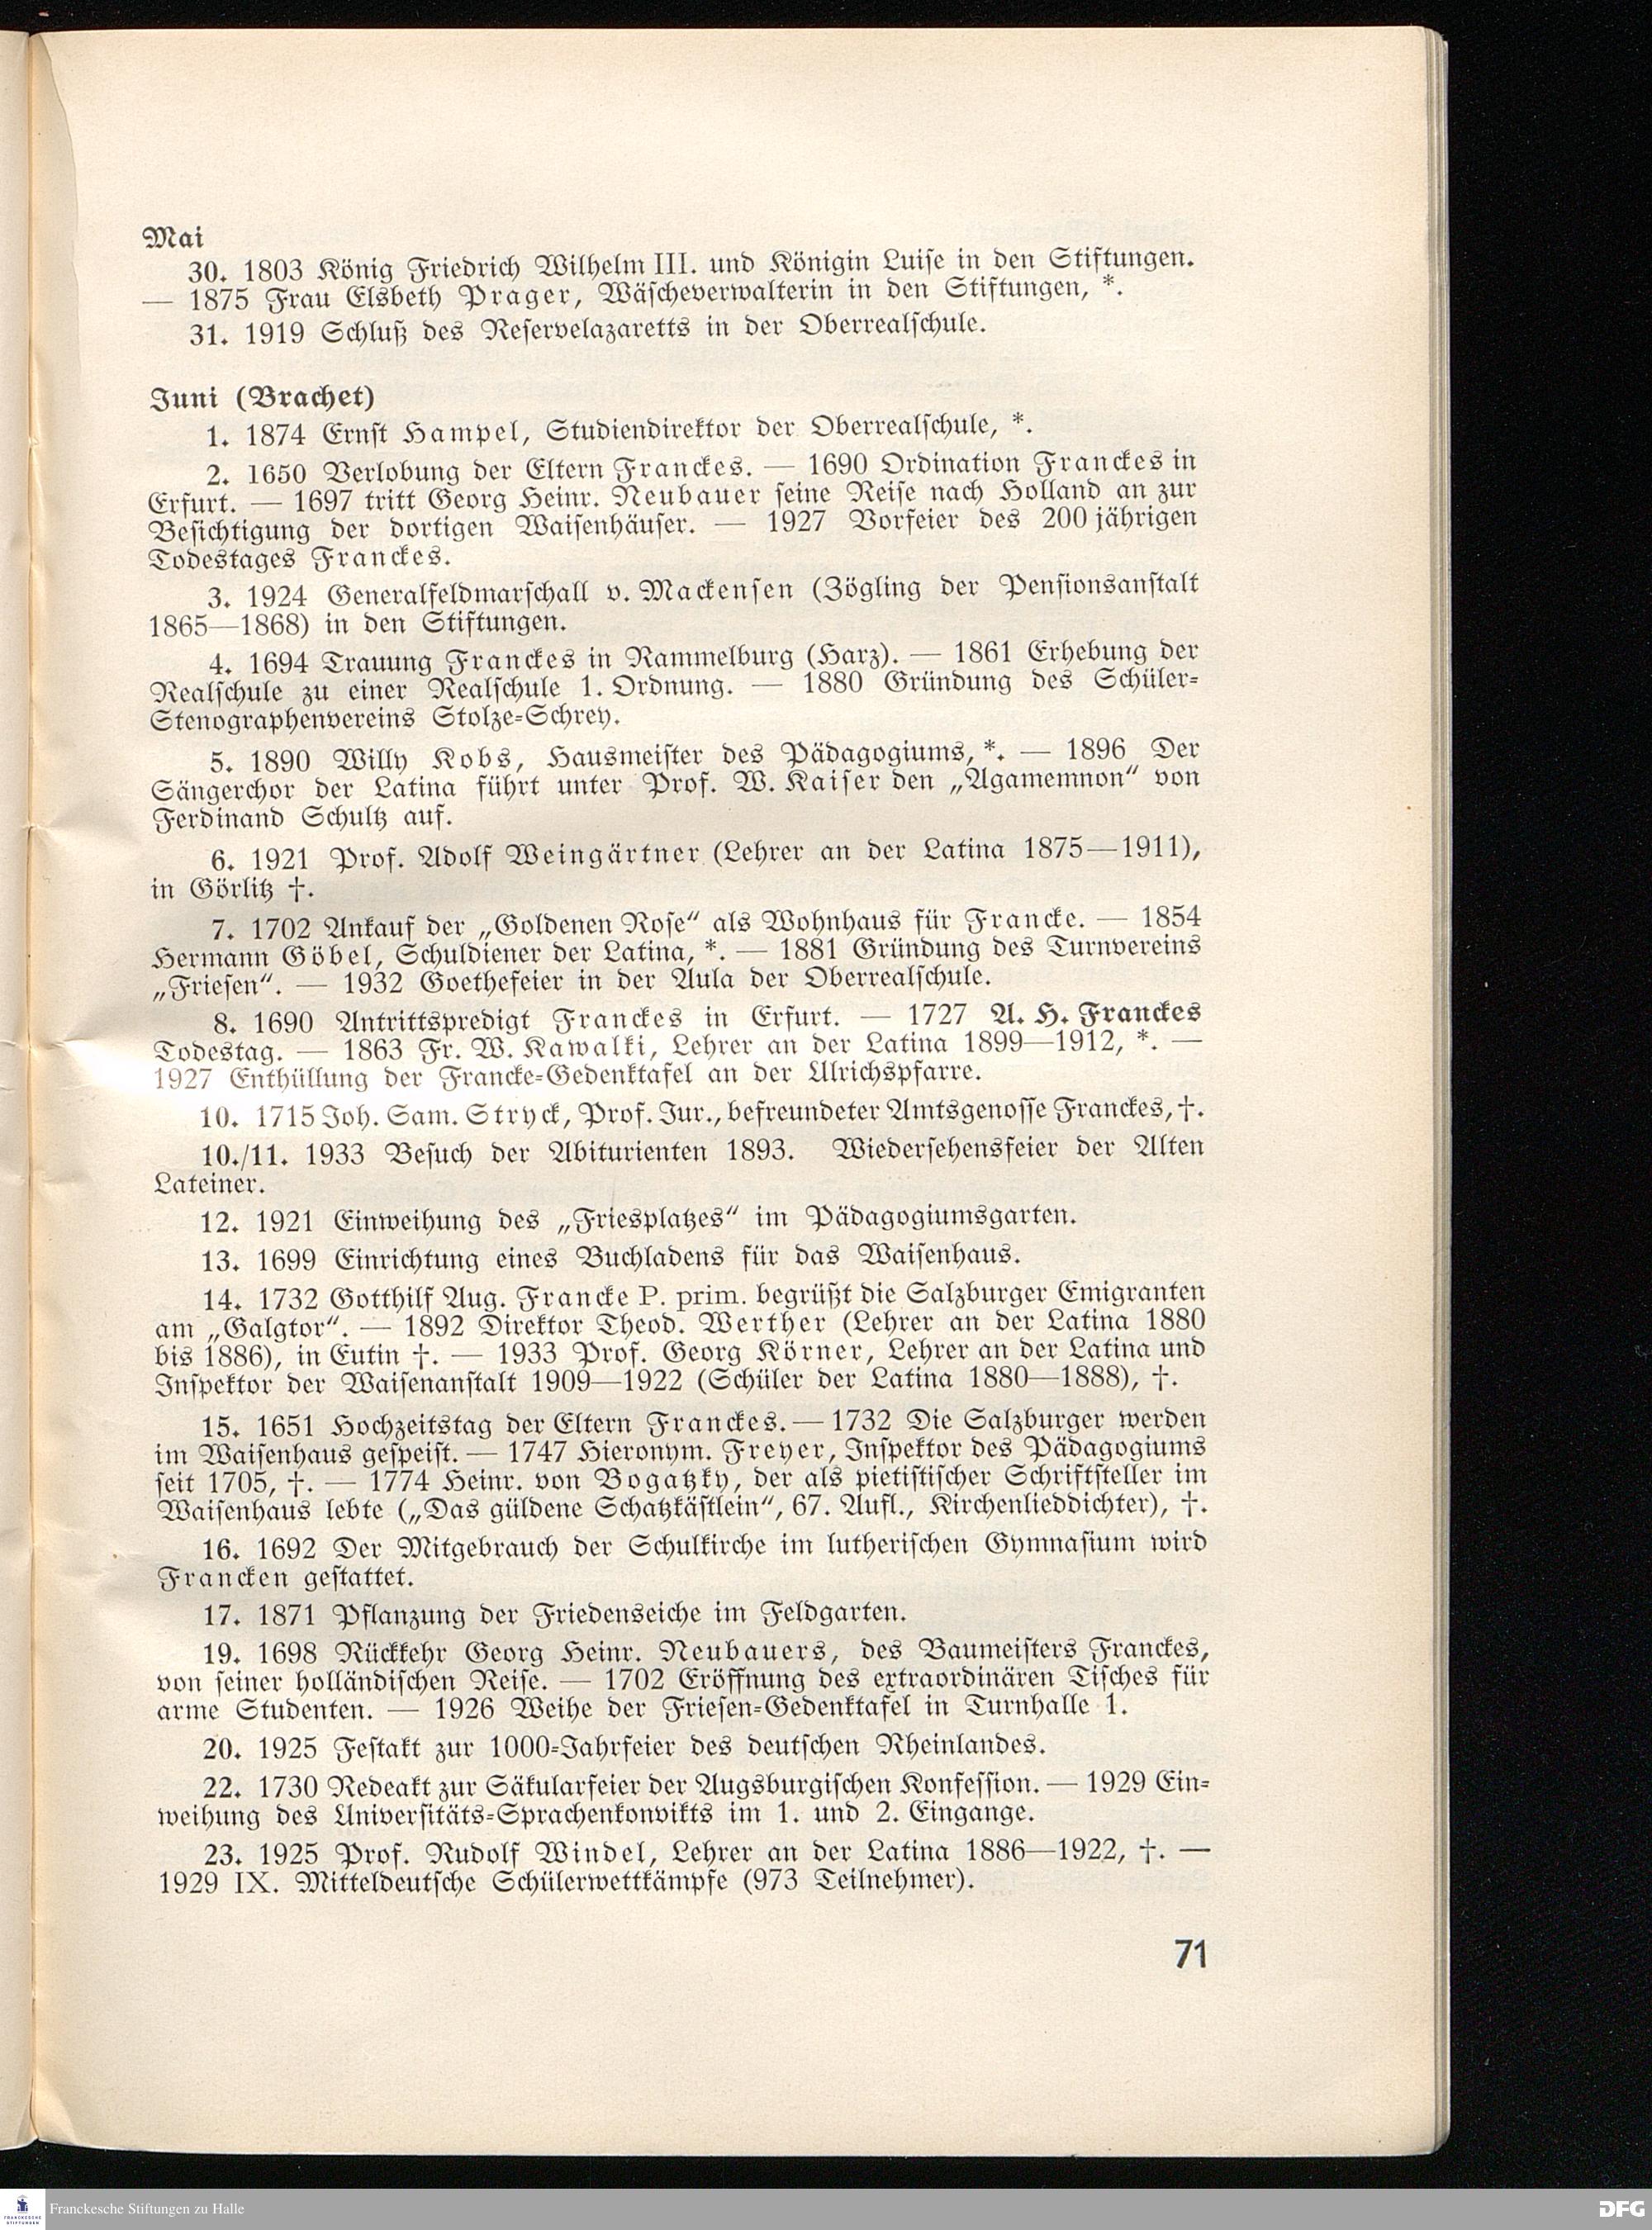 Mai
30. 1803 König Friedrich Wilhelm III. und Königin Luise in den Stiftungen.
— 1875 Frau Elsbeth Prager, Wäscheverwalterin in den Stiftungen, *.
31. 1919 Schluß des Reservelazaretts in der Oberrealschule.
Juni (Brachet)
1. 1874 Ernst Hampel, Studiendirektor der Oberrealschule, *.
2. 1650 Verlobung der Eltern Franckes. — 1690 Ordination Franckes in
Erfurt. — 1697 tritt Georg Heinr. Neubauer seine Reise nach Holland an zur
Besichtigung der dortigen Waisenhäuser. — 1927 Vorfeier des 200jährigen
Todestages Franckes.
3. 1924 Generalfeldmarschall v. Mackensen (Zögling der Pensionsanstalt
1865—1868) in den Stiftungen.
4. 1694 Trauung Franckes in Rammelburg (Harz). — 1861 Erhebung der
Realschule zu einer Realschule 1. Ordnung. — 1880 Gründung des Schüler-
Stenographenvereins Stolze-Schrey.
5. 1890 Willy Kobs, Hausmeister des Pädagogiums, *. — 1896 Der
Sängerchor der Latina führt unter Prof. W. Kaiser den „Agamemnon“ von
Ferdinand Schultz auf.
6. 1921 Prof. Adolf Weingärtner (Lehrer an der Latina 1875—1911),
in Görlitz †.
7. 1702 Ankauf der „Goldenen Rose“ als Wohnhaus für Francke. — 1854
Hermann Göbel, Schuldiener der Latina, *. — 1881 Gründung des Turnvereins
„Friesen“. — 1932 Goethefeier in der Aula der Oberrealschule.
8. 1690 Antrittspredigt Franckes in Erfurt. — 1727 A. H. Franckes
Todestag. — 1863 Fr. W. Kawalki, Lehrer an der Latina 1899—1912, *. —
1927 Enthüllung der Francke-Gedenktafel an der Ulrichspfarre.
10. 1715 Joh. Sam. Stryck, Prof. Jur., befreundeter Amtsgenosse Franckes, †.
10./11. 1933 Besuch der Abiturienten 1893. Wiedersehensfeier der Alten
Lateiner.
12. 1921 Einweihung des „Friesplatzes“ im Pädagogiumsgarten.
13. 1699 Einrichtung eines Buchladens für das Waisenhaus.
14. 1732 Gotthilf Aug. Francke P. prim. begrüßt die Salzburger Emigranten
am „Galgtor“. — 1892 Direktor Theod. Werther (Lehrer an der Latina 1880
bis 1886), in Eutin †. — 1933 Prof. Georg Körner, Lehrer an der Latina und
Inspektor der Waisenanstalt 1909—1922 (Schüler der Latina 1880—1888), †.
15. 1651 Hochzeitstag der Eltern Franckes. — 1732 Die Salzburger werden
im Waisenhaus gespeist. — 1747 Hieronym. Freyer, Inspektor des Pädagogiums
seit 1705, †. — 1774 Heinr. von Bogatzky, der als pietistischer Schriftsteller im
Waisenhaus lebte („Das güldene Schatzkästlein“, 67. Aufl., Kirchenlieddichter), †.
16. 1692 Der Mitgebrauch der Schulkirche im lutherischen Gymnasium wird
Francken gestattet.
17. 1871 Pflanzung der Friedenseiche im Feldgarten.
19. 1698 Rückkehr Georg Heinr. Neubauers, des Baumeisters Franckes,
von seiner holländischen Reise. — 1702 Eröffnung des extraordinären Tisches für
arme Studenten. — 1926 Weihe der Friesen-Gedenktafel in Turnhalle 1.
20. 1925 Festakt zur 1000-Jahrfeier des deutschen Rheinlandes.
22. 1730 Redeakt zur Säkularfeier der Augsburgischen Konfession. — 1929 Ein-
weihung des Universitäts-Sprachenkonvikts im 1. und 2. Eingange.
23. 1925 Prof. Rudolf Windel, Lehrer an der Latina 1886—1922, †. —
1929 IX. Mitteldeutsche Schülerwettkämpfe (973 Teilnehmer).
71
FRANCKESCHE
STIFTUNGEN
Franckesche Stiftungen zu Halle
DFG